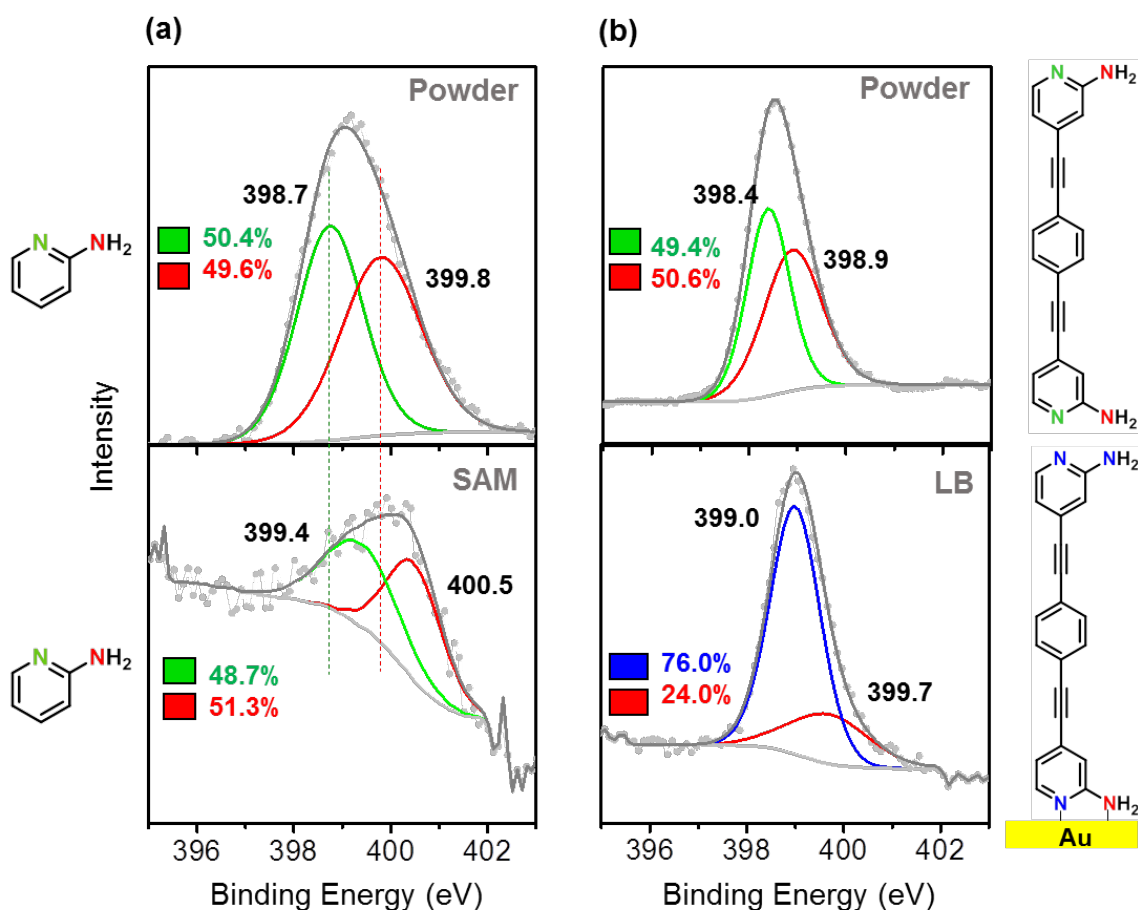 (a)
Powder
398.7
50.4%
49.6%
399.8
N
NH2
SAM
399.4
400.5
48.7%
51.3%
N
NH2
Intensity
396 398 400 402
Binding Energy (eV)
(b)
Powder
398.4
49.4%
50.6%
398.9
LB
399.0
76.0%
24.0%
399.7
396 398 400 402
Binding Energy (eV)
N
NH2
N
NH2
N
NH2
N
NH2
Au